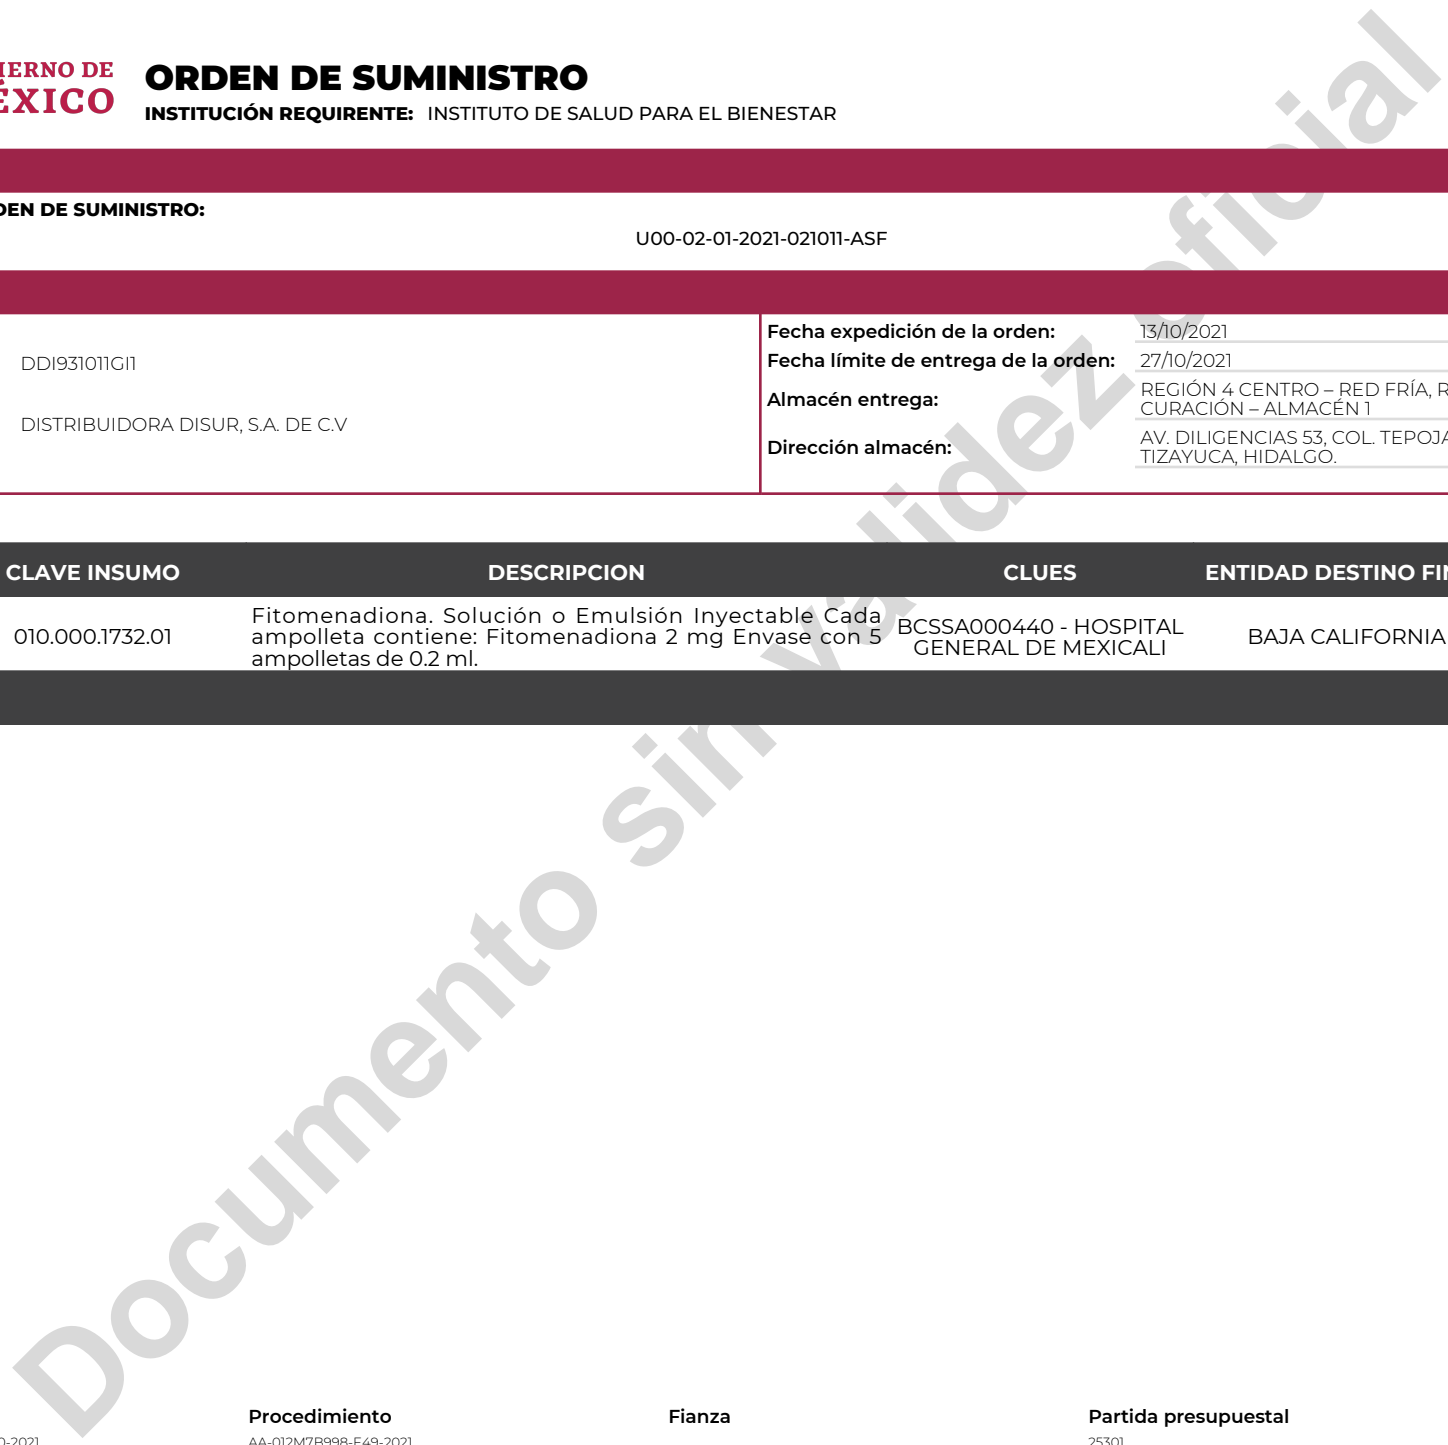 IERNO DE
ÉXICO
ORDEN DE SUMINISTRO
INSTITUCIÓN REQUIRENTE: INSTITUTO DE SALUD PARA EL BIENESTAR
DEN DE SUMINISTRO:
U00-02-01-2021-021011-ASF
DDI931011GI1
DISTRIBUIDORA DISUR, S.A. DE C.V
Fecha expedición de la orden: 13/10/2021
Fecha límite de entrega de la orden: 27/10/2021
Almacén entrega: REGIÓN 4 CENTRO – RED FRÍA, R
CURACIÓN – ALMACÉN 1
Dirección almacén: AV. DILIGENCIAS 53, COL. TEPOJA
TIZAYUCA, HIDALGO.
CLAVE INSUMO DESCRIPCION CLUES ENTIDAD DESTINO FIN
010.000.1732.01
Fitomenadiona. Solución o Emulsión Inyectable Cada
ampolleta contiene: Fitomenadiona 2 mg Envase con 5
ampolletas de 0.2 ml.
BCSSA000440 - HOSPITAL
GENERAL DE MEXICALI
BAJA CALIFORNIA
Documento sin validez oficial
Procedimiento Fianza Partida presupuestal
0-2021 AA-012M7B998-E49-2021 25301